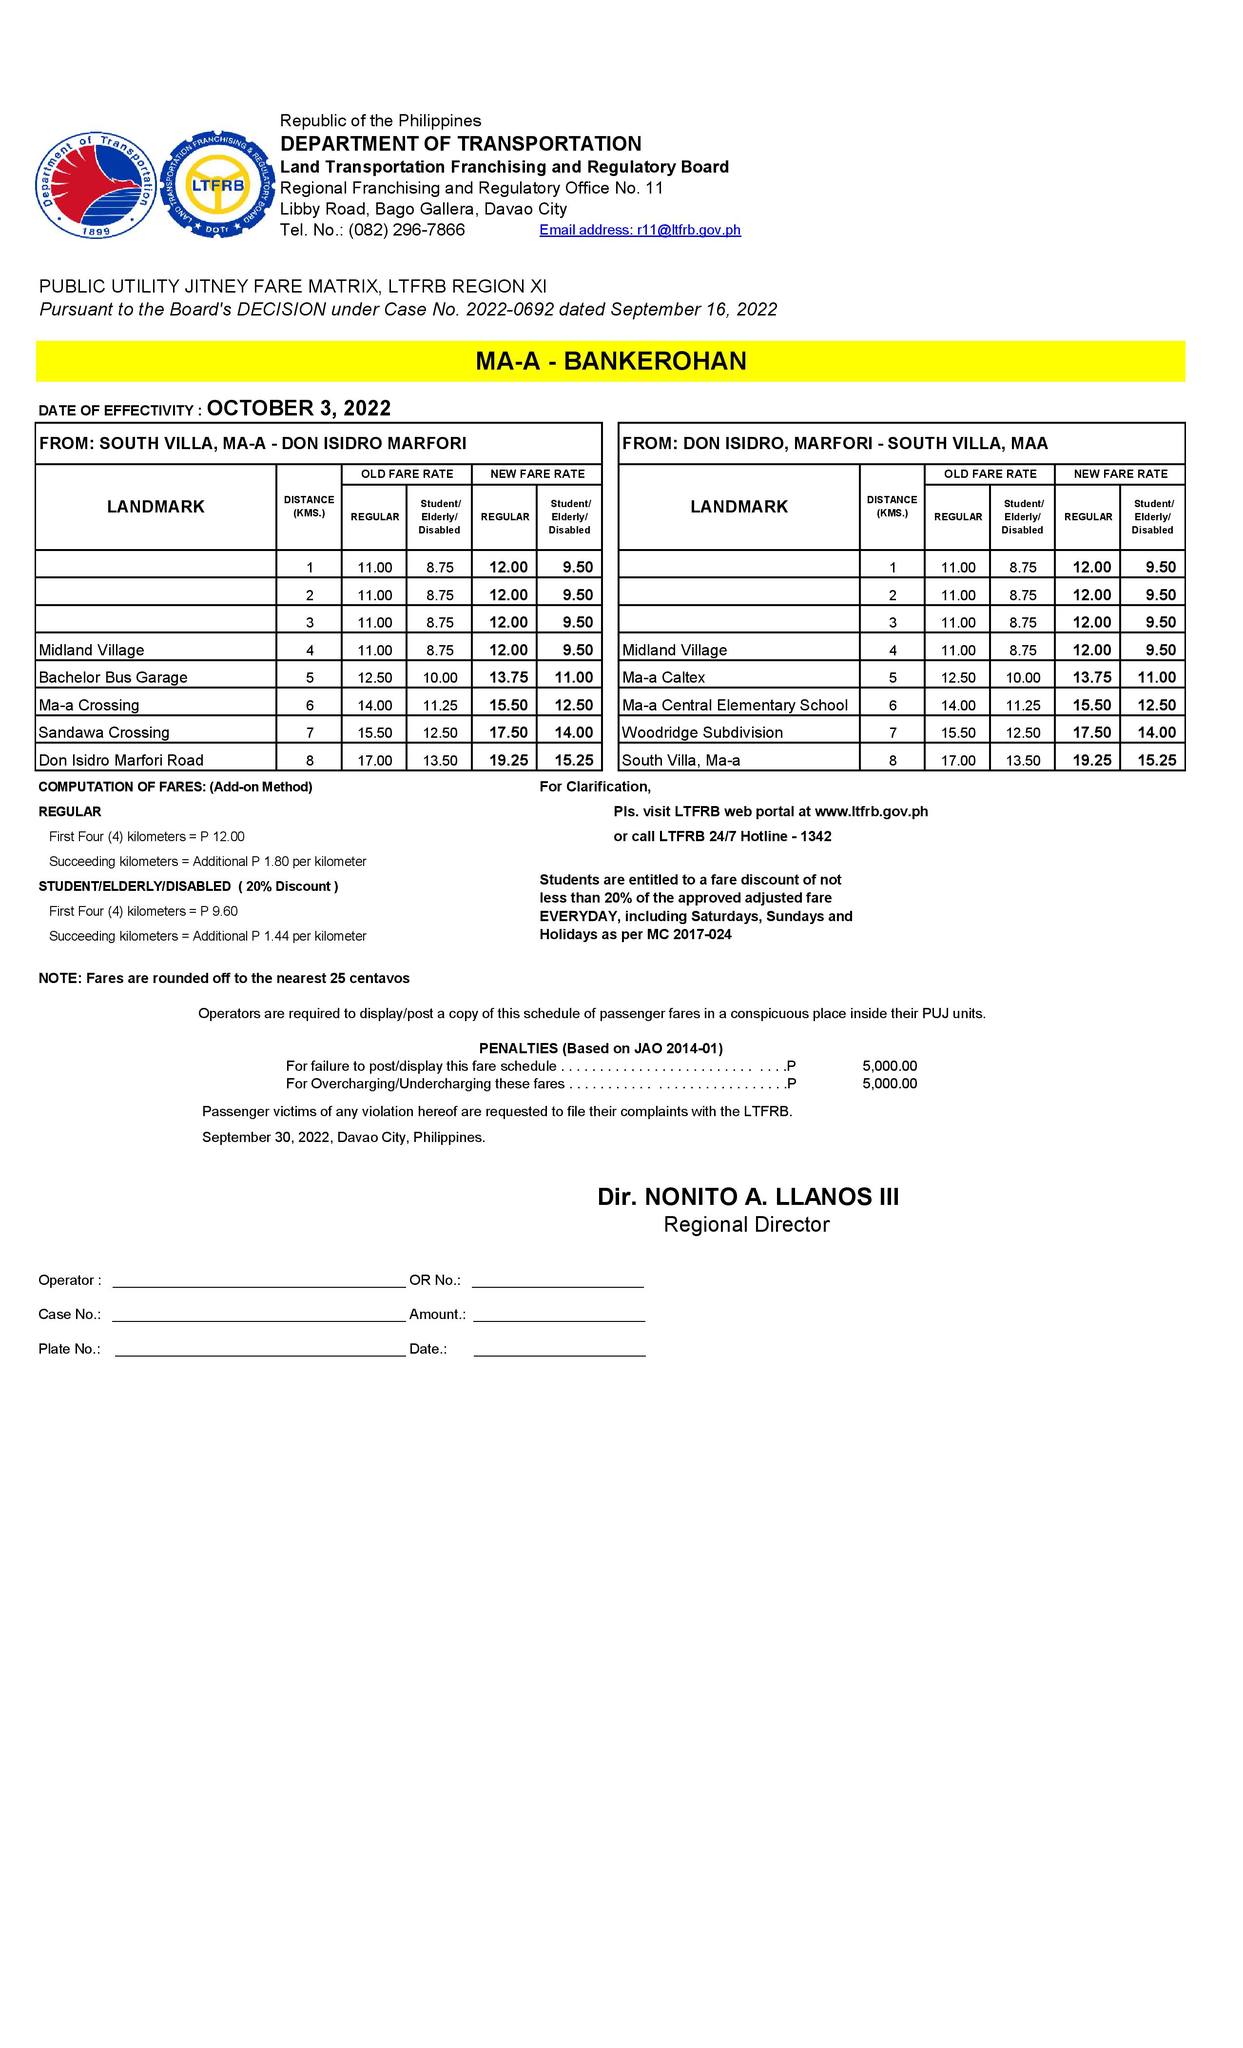 Republic of the Philippines
DEPARTMENT OF TRANSPORTATION
Land Transportation Franchising and Regulatory Board
Regional Franchising and Regulatory Office No. 11
Libby Road, Bago Gallera, Davao City
Tel. No.: (082) 296-7866 Email address: r11@ltfrb.gov.ph
Department of Transportation
1899
LAND TRANSPORTATION FRANCHISING & REGULATORY BOARD
LTFRB
DOTr
PUBLIC UTILITY JITNEY FARE MATRIX, LTFRB REGION XI
Pursuant to the Board's DECISION under Case No. 2022-0692 dated September 16, 2022
MA-A - BANKEROHAN
DATE OF EFFECTIVITY : OCTOBER 3, 2022
FROM: SOUTH VILLA, MA-A - DON ISIDRO MARFORI
LANDMARK DISTANCE (KMS.) OLD FARE RATE NEW FARE RATE
REGULAR Student/ Elderly/ Disabled REGULAR Student/ Elderly/ Disabled
1 11.00 8.75 12.00 9.50
2 11.00 8.75 12.00 9.50
3 11.00 8.75 12.00 9.50
Midland Village 4 11.00 8.75 12.00 9.50
Bachelor Bus Garage 5 12.50 10.00 13.75 11.00
Ma-a Crossing 6 14.00 11.25 15.50 12.50
Sandawa Crossing 7 15.50 12.50 17.50 14.00
Don Isidro Marfori Road 8 17.00 13.50 19.25 15.25
FROM: DON ISIDRO, MARFORI - SOUTH VILLA, MAA
LANDMARK DISTANCE (KMS.) OLD FARE RATE NEW FARE RATE
REGULAR Student/ Elderly/ Disabled REGULAR Student/ Elderly/ Disabled
1 11.00 8.75 12.00 9.50
2 11.00 8.75 12.00 9.50
3 11.00 8.75 12.00 9.50
Midland Village 4 11.00 8.75 12.00 9.50
Ma-a Caltex 5 12.50 10.00 13.75 11.00
Ma-a Central Elementary School 6 14.00 11.25 15.50 12.50
Woodridge Subdivision 7 15.50 12.50 17.50 14.00
South Villa, Ma-a 8 17.00 13.50 19.25 15.25
COMPUTATION OF FARES: (Add-on Method)
REGULAR
First Four (4) kilometers = P 12.00
Succeeding kilometers = Additional P 1.80 per kilometer
STUDENT/ELDERLY/DISABLED ( 20% Discount )
First Four (4) kilometers = P 9.60
Succeeding kilometers = Additional P 1.44 per kilometer
For Clarification,
Pls. visit LTFRB web portal at www.ltfrb.gov.ph
or call LTFRB 24/7 Hotline - 1342
Students are entitled to a fare discount of not
less than 20% of the approved adjusted fare
EVERYDAY, including Saturdays, Sundays and
Holidays as per MC 2017-024
NOTE: Fares are rounded off to the nearest 25 centavos
Operators are required to display/post a copy of this schedule of passenger fares in a conspicuous place inside their PUJ units.
PENALTIES (Based on JAO 2014-01)
For failure to post/display this fare schedule . . . . . . . . . . . . . . . . . . . . . . . . . . . . .P 5,000.00
For Overcharging/Undercharging these fares . . . . . . . . . . . . . . . . . . . . . . . . . . . .P 5,000.00
Passenger victims of any violation hereof are requested to file their complaints with the LTFRB.
September 30, 2022, Davao City, Philippines.
Dir. NONITO A. LLANOS III
Regional Director
Operator : OR No.:
Case No.: Amount.:
Plate No.: Date.: